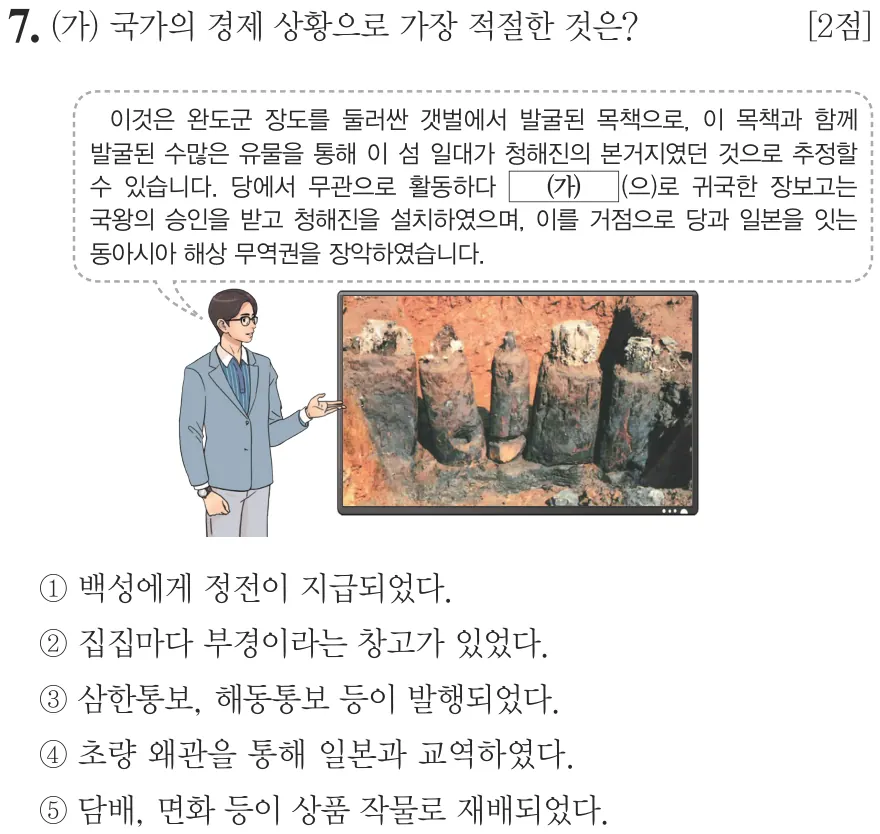 7. (가) 국가의 경제 상황으로 가장 적절한 것은? [2점]
이것은 완도군 장도를 둘러싼 갯벌에서 발굴된 목책으로, 이 목책과 함께
발굴된 수많은 유물을 통해 이 섬 일대가 청해진의 본거지였던 것으로 추정할
수 있습니다. 당에서 무관으로 활동하다 (가) (으)로 귀국한 장보고는
국왕의 승인을 받고 청해진을 설치하였으며, 이를 거점으로 당과 일본을 잇는
동아시아 해상 무역권을 장악하였습니다.
① 백성에게 정전이 지급되었다.
② 집집마다 부경이라는 창고가 있었다.
③ 삼한통보, 해동통보 등이 발행되었다.
④ 초량 왜관을 통해 일본과 교역하였다.
⑤ 담배, 면화 등이 상품 작물로 재배되었다.